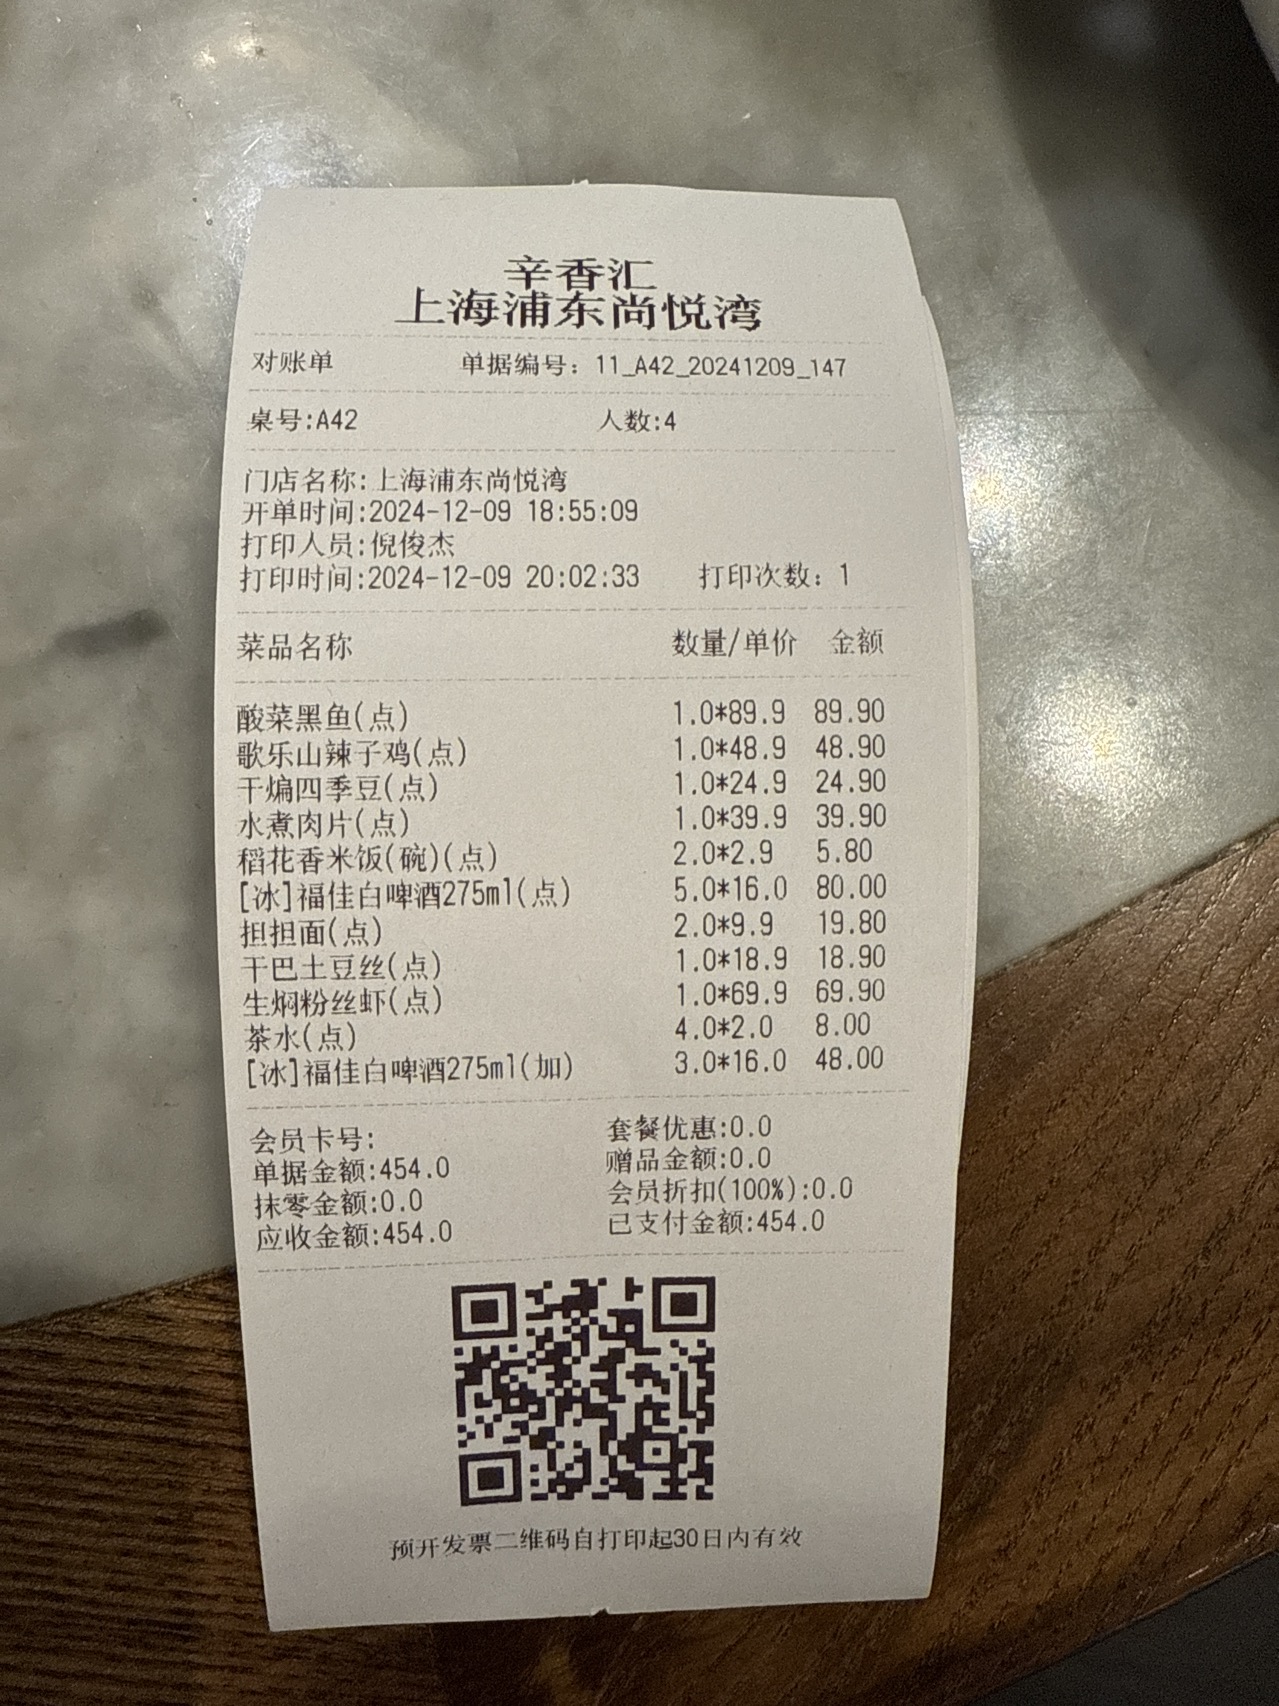 辛香汇
上海浦东尚悦湾
对账单 单据编号：11_A42_20241209_147
桌号:A42 人数:4
门店名称:上海浦东尚悦湾
开单时间:2024-12-09 18:55:09
打印人员:倪俊杰
打印时间:2024-12-09 20:02:33 打印次数：1
菜品名称 数量/单价 金额
酸菜黑鱼(点) 1.0*89.9 89.90
歌乐山辣子鸡(点) 1.0*48.9 48.90
干煸四季豆(点) 1.0*24.9 24.90
水煮肉片(点) 1.0*39.9 39.90
稻花香米饭(碗)(点) 2.0*2.9 5.80
[冰]福佳白啤酒275ml(点) 5.0*16.0 80.00
担担面(点) 2.0*9.9 19.80
干巴土豆丝(点) 1.0*18.9 18.90
生焖粉丝虾(点) 1.0*69.9 69.90
茶水(点) 4.0*2.0 8.00
[冰]福佳白啤酒275ml(加) 3.0*16.0 48.00
会员卡号: 套餐优惠:0.0
单据金额:454.0 赠品金额:0.0
抹零金额:0.0 会员折扣(100%):0.0
应收金额:454.0 已支付金额:454.0
预开发票二维码自打印起30日内有效